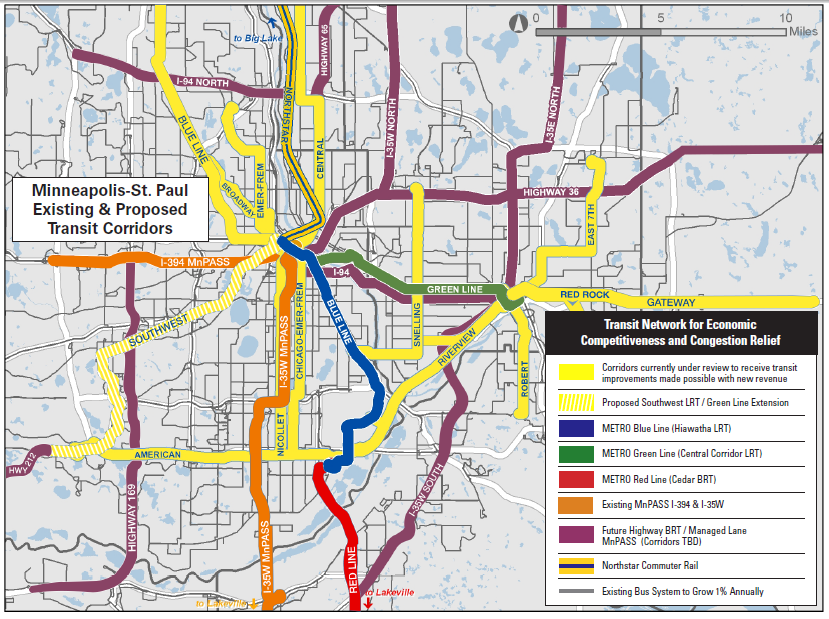 to Big Lake
HIGHWAY 65
0 5 10
Miles
I-94 NORTH
NORTHSTAR
I-35W NORTH
I-35E NORTH
BLUE LINE
CENTRAL
Minneapolis-St. Paul
Existing & Proposed
Transit Corridors
BROADWAY
EMER-FREM
HIGHWAY 36
EAST 7TH
I-394 MnPASS
I-94
GREEN LINE
RED ROCK
GATEWAY
SOUTHWEST
I-35W MnPASS
CHICAGO-EMER-FREM
BLUE LINE
SNELLING
RIVERVIEW
ROBERT
NICOLLET
AMERICAN
HWY 212
HIGHWAY 169
I-35W SOUTH
I-35W MnPASS
RED LINE
to Lakeville
to Lakeville
Transit Network for Economic
Competitiveness and Congestion Relief
Corridors currently under review to receive transit
improvements made possible with new revenue
Proposed Southwest LRT / Green Line Extension
METRO Blue Line (Hiawatha LRT)
METRO Green Line (Central Corridor LRT)
METRO Red Line (Cedar BRT)
Existing MnPASS I-394 & I-35W
Future Highway BRT / Managed Lane
MnPASS (Corridors TBD)
Northstar Commuter Rail
Existing Bus System to Grow 1% Annually